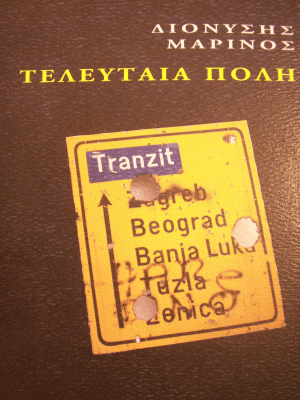 ΔΙΟΝΥΣΗΣ
ΜΑΡΙΝΟΣ
ΤΕΛΕΥΤΑΙΑ ΠΟΛΗ
Tranzit
Zagreb
Beograd
Banja Luka
Tuzla
Zenica